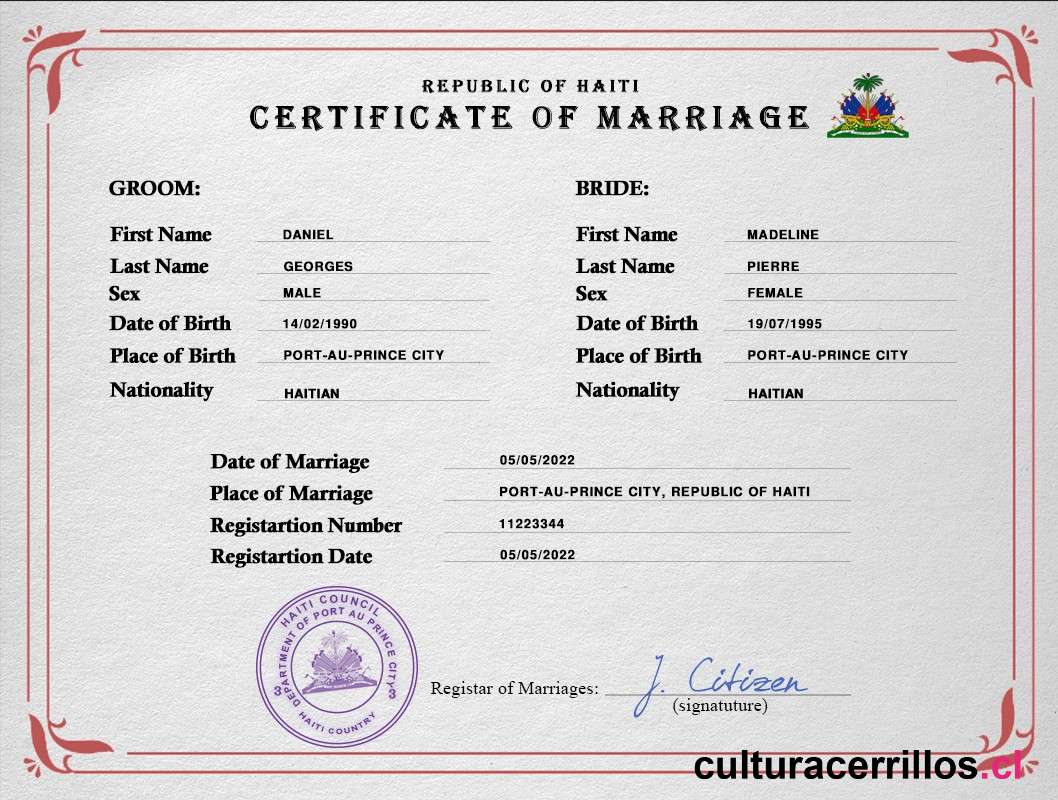 REPUBLIC OF HAITI
CERTIFICATE OF MARRIAGE
GROOM:
First Name DANIEL
Last Name GEORGES
Sex MALE
Date of Birth 14/02/1990
Place of Birth PORT-AU-PRINCE CITY
Nationality HAITIAN
BRIDE:
First Name MADELINE
Last Name PIERRE
Sex FEMALE
Date of Birth 19/07/1995
Place of Birth PORT-AU-PRINCE CITY
Nationality HAITIAN
Date of Marriage 05/05/2022
Place of Marriage PORT-AU-PRINCE CITY, REPUBLIC OF HAITI
Registartion Number 11223344
Registartion Date 05/05/2022
HAITI COUNCIL
3 DEPARTMENT OF PORT AU PRINCE CITY 3
HAITI COUNTRY
Registar of Marriages: J. Citizen
(signatuture)
culturacerrillos.cl